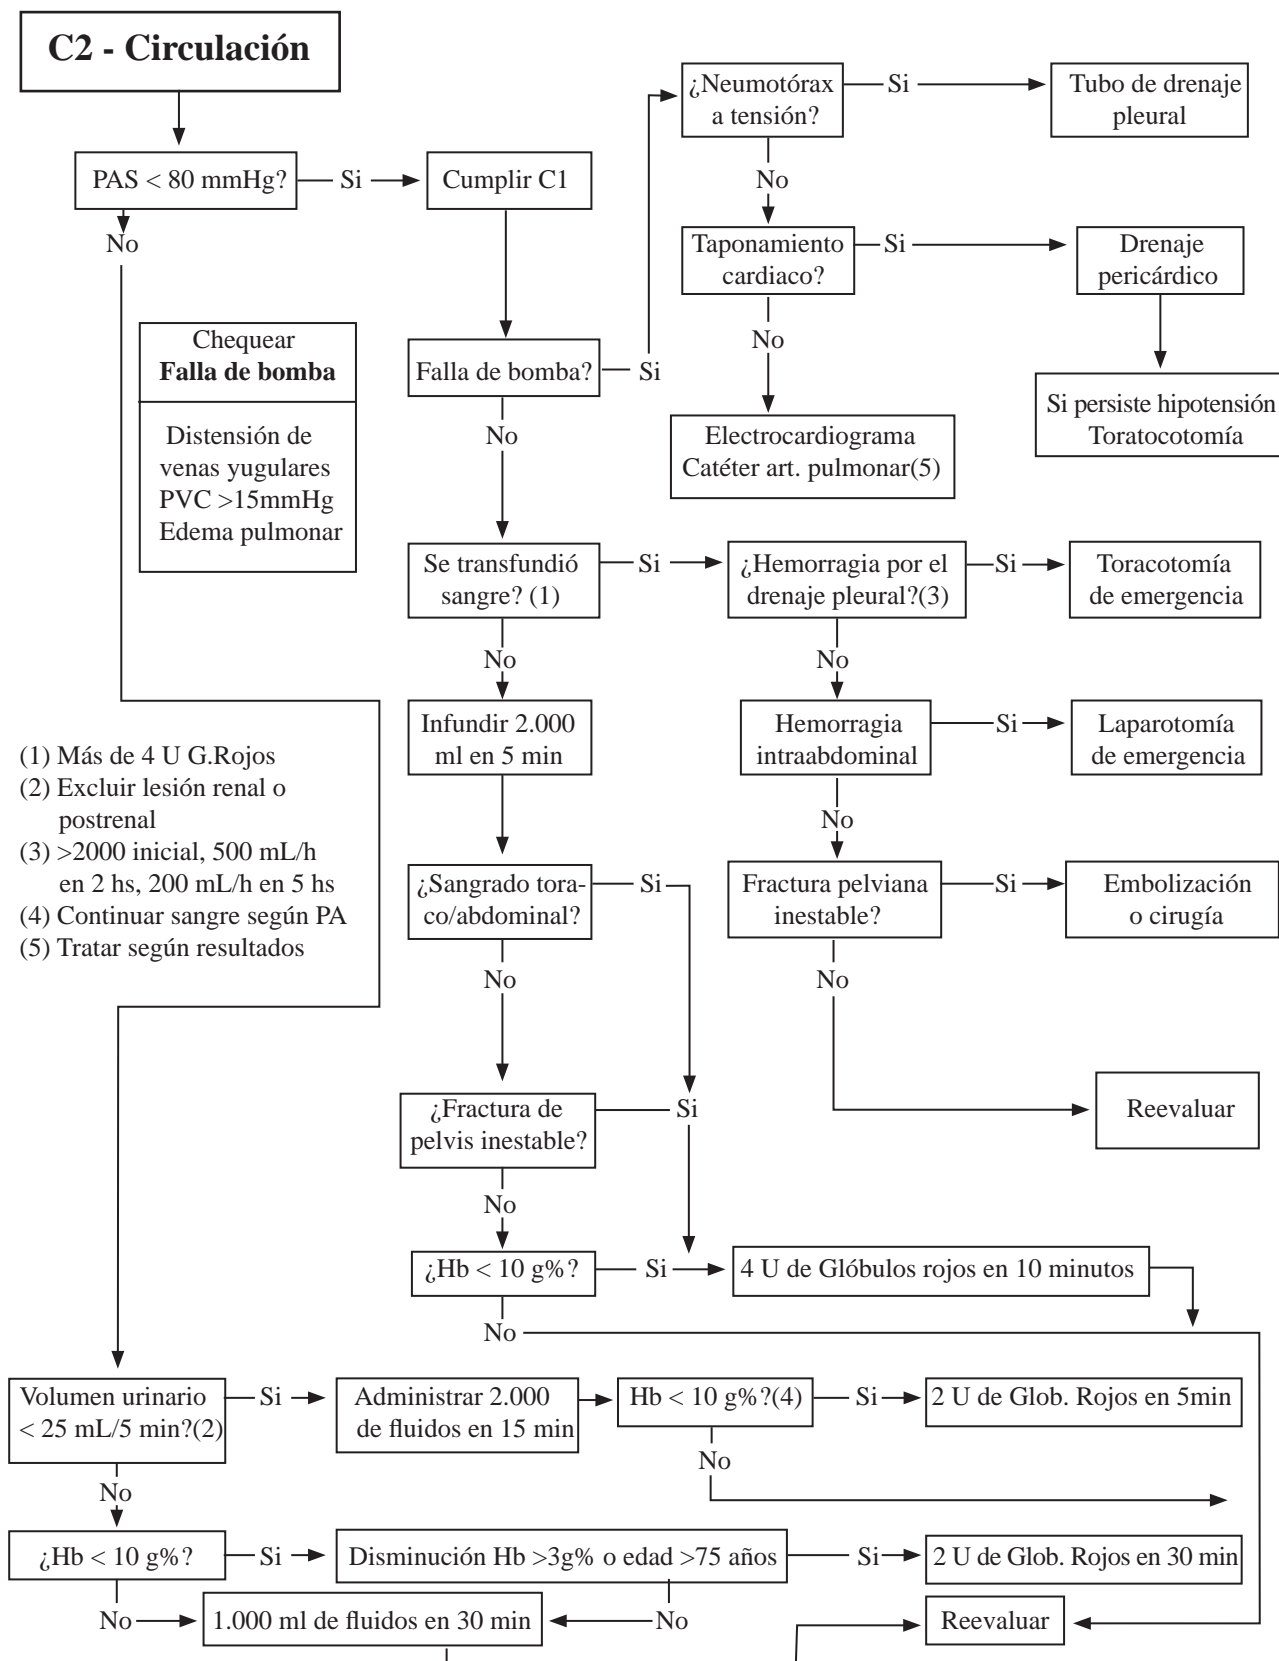 C2 - Circulación
¿Neumotórax
a tensión?
Si
Tubo de drenaje
pleural
PAS < 80 mmHg?
Si
Cumplir C1
No
No
Taponamiento
cardiaco?
Si
Drenaje
pericárdico
Chequear
Falla de bomba
Distensión de
venas yugulares
PVC >15mmHg
Edema pulmonar
Falla de bomba?
Si
No
Si persiste hipotensión
Toratocotomía
No
Electrocardiograma
Catéter art. pulmonar(5)
Se transfundió
sangre? (1)
Si
¿Hemorragia por el
drenaje pleural?(3)
Si
Toracotomía
de emergencia
No
No
Infundir 2.000
ml en 5 min
Hemorragia
intraabdominal
Si
Laparotomía
de emergencia
(1) Más de 4 U G.Rojos
(2) Excluir lesión renal o
postrenal
(3) >2000 inicial, 500 mL/h
en 2 hs, 200 mL/h en 5 hs
(4) Continuar sangre según PA
(5) Tratar según resultados
No
¿Sangrado tora-
co/abdominal?
Si
Fractura pelviana
inestable?
Si
Embolización
o cirugía
No
No
¿Fractura de
pelvis inestable?
Si
Reevaluar
No
¿Hb < 10 g%?
Si
4 U de Glóbulos rojos en 10 minutos
No
Volumen urinario
< 25 mL/5 min?(2)
Si
Administrar 2.000
de fluidos en 15 min
Hb < 10 g%?(4)
Si
2 U de Glob. Rojos en 5min
No
No
¿Hb < 10 g%?
Si
Disminución Hb >3g% o edad >75 años
Si
2 U de Glob. Rojos en 30 min
No
1.000 ml de fluidos en 30 min
No
Reevaluar